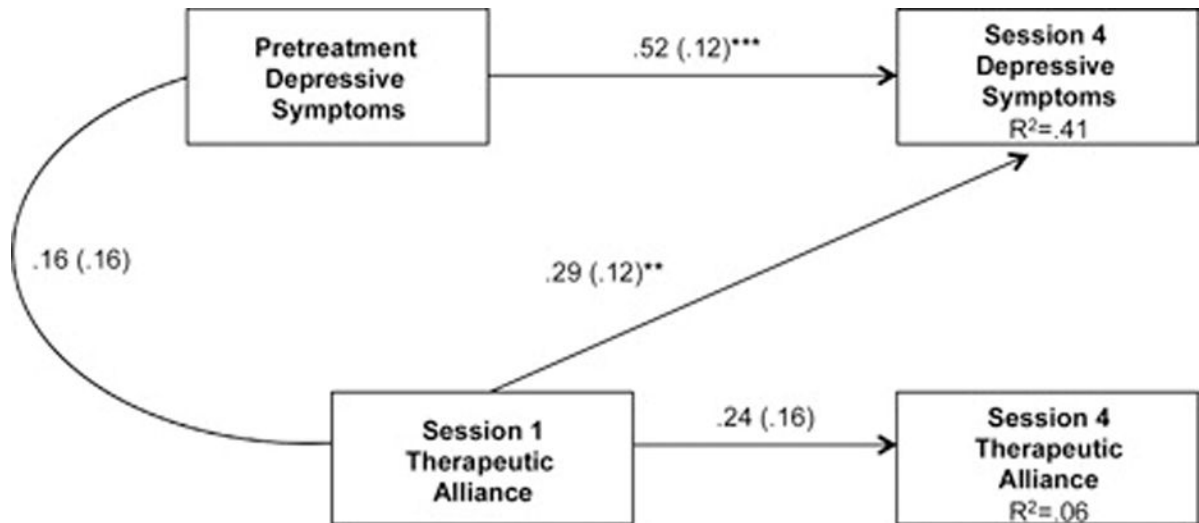 Pretreatment
Depressive
Symptoms
.52 (.12)***
Session 4
Depressive
Symptoms
R²=.41
.16 (.16)
.29 (.12)**
Session 1
Therapeutic
Alliance
.24 (.16)
Session 4
Therapeutic
Alliance
R²=.06